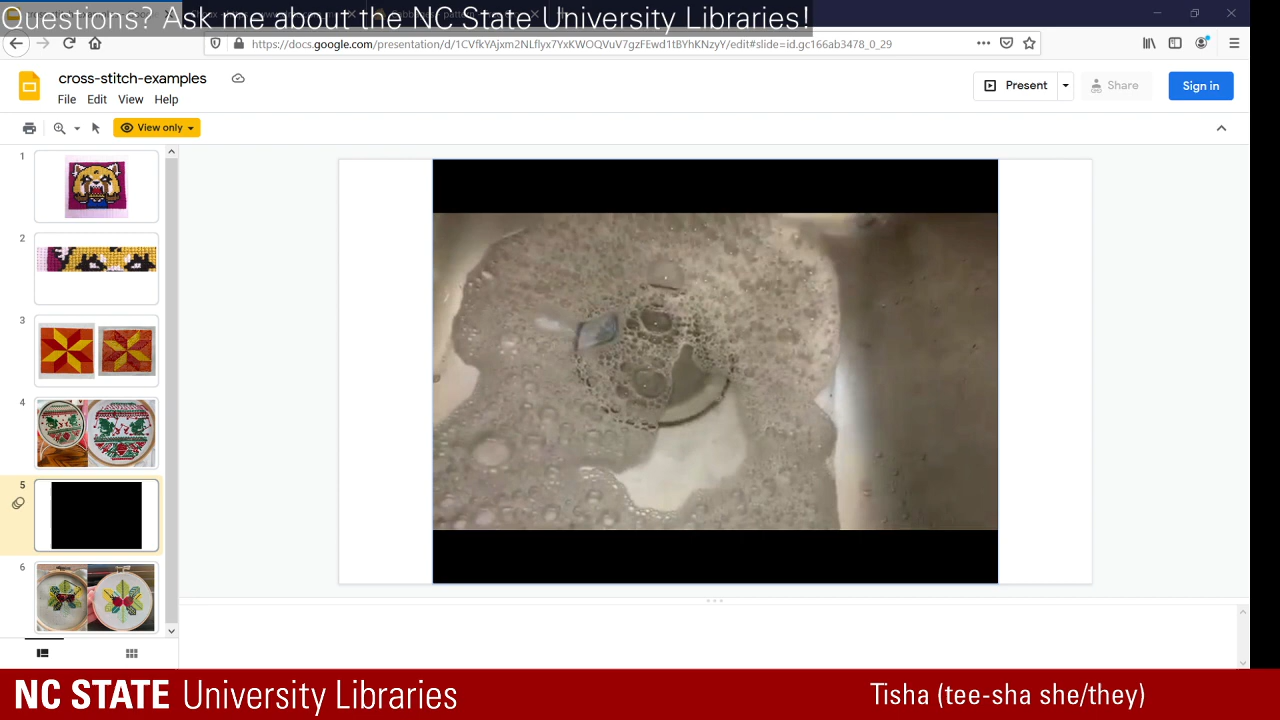 Questions? Ask me about the NC State University Libraries!
https://docs.google.com/presentation/d/1CVfkYAjxm2NLflyx7YxKWOQVuV7gzFEwd1tBYhKNzyY/edit#slide=id.gc166ab3478_0_29
cross-stitch-examples
File Edit View Help
Present
Share
Sign in
View only
1
2
3
4
5
6
NC STATE University Libraries
Tisha (tee-sha she/they)